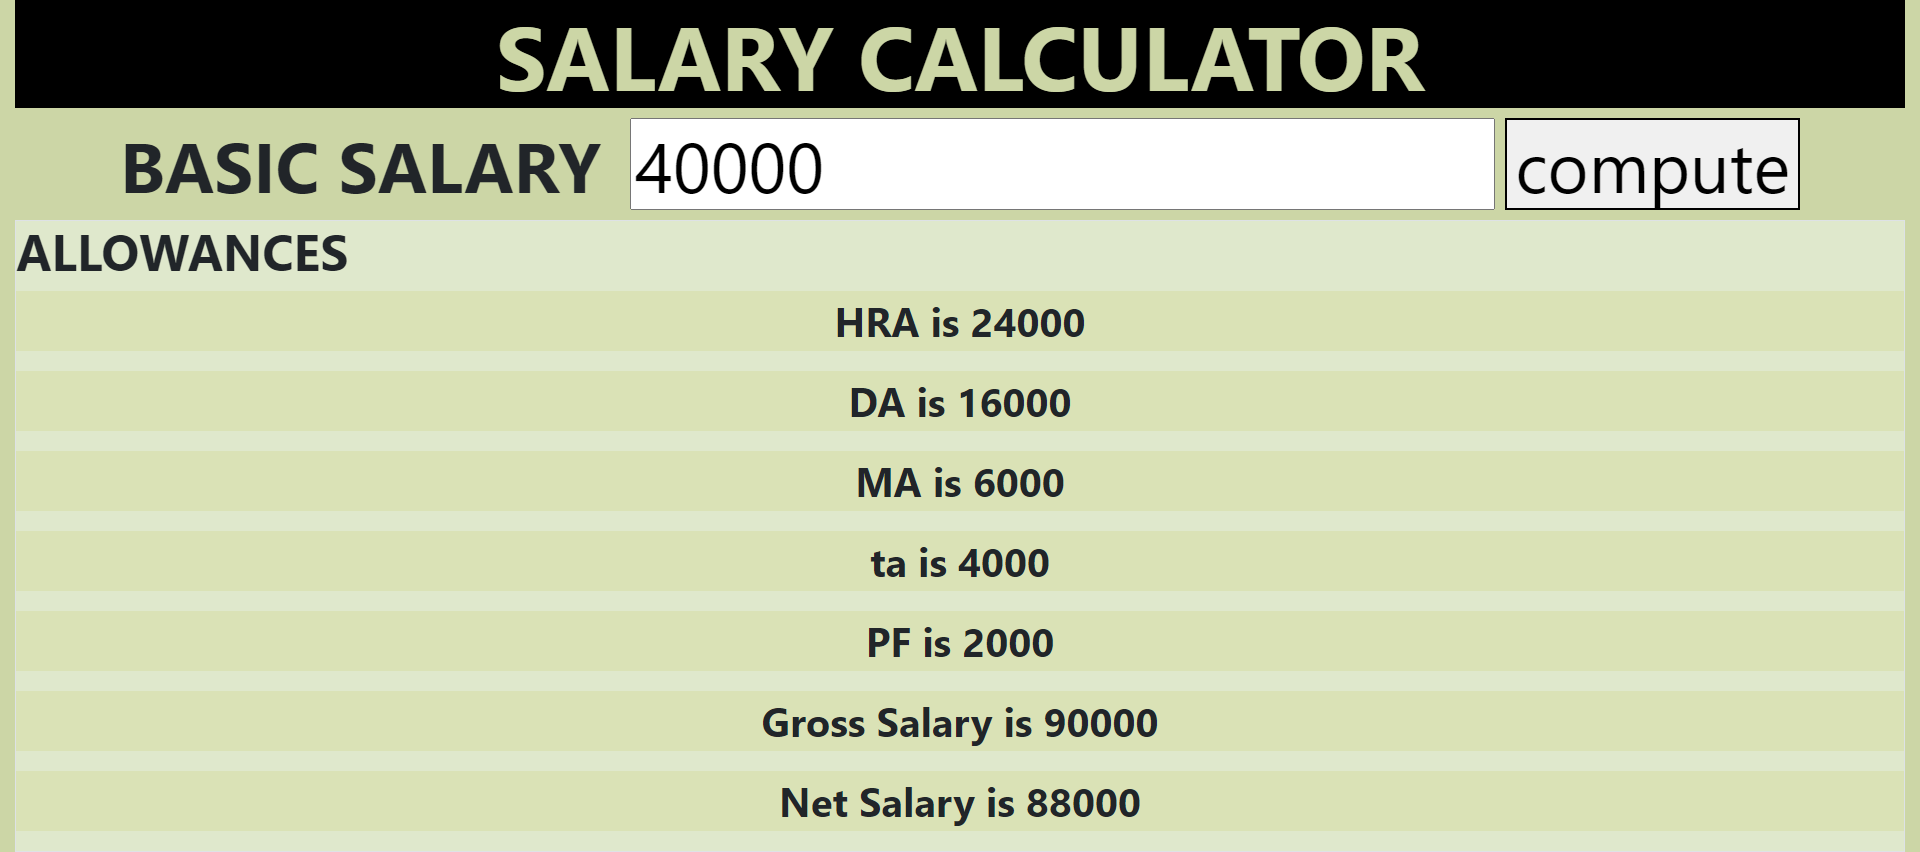 SALARY CALCULATOR
BASIC SALARY 40000 compute
ALLOWANCES
HRA is 24000
DA is 16000
MA is 6000
ta is 4000
PF is 2000
Gross Salary is 90000
Net Salary is 88000